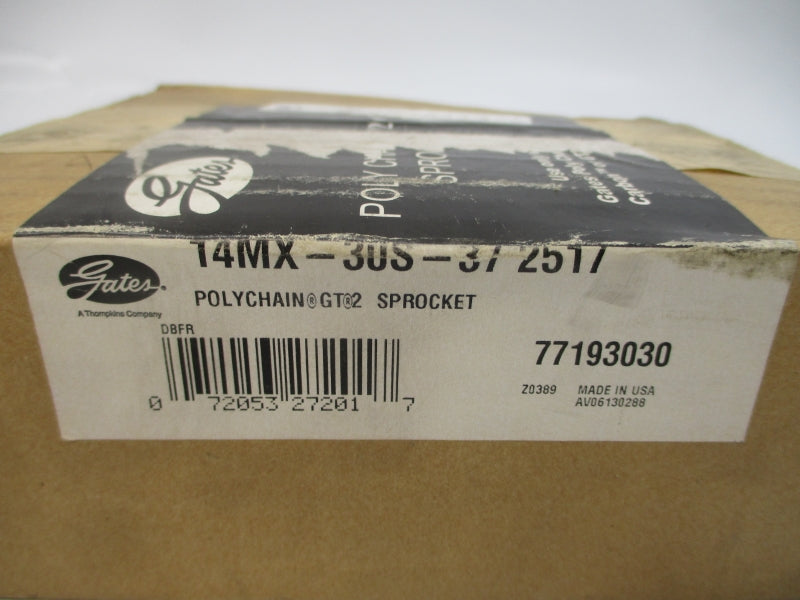 Gates
POLY CH
SPRO
Gates
A Thompkins Company
14MX-30S-37 2517
POLYCHAIN®GT®2 SPROCKET
DBFR
0 72053 27201 7
77193030
Z0389 MADE IN USA
AV06130288